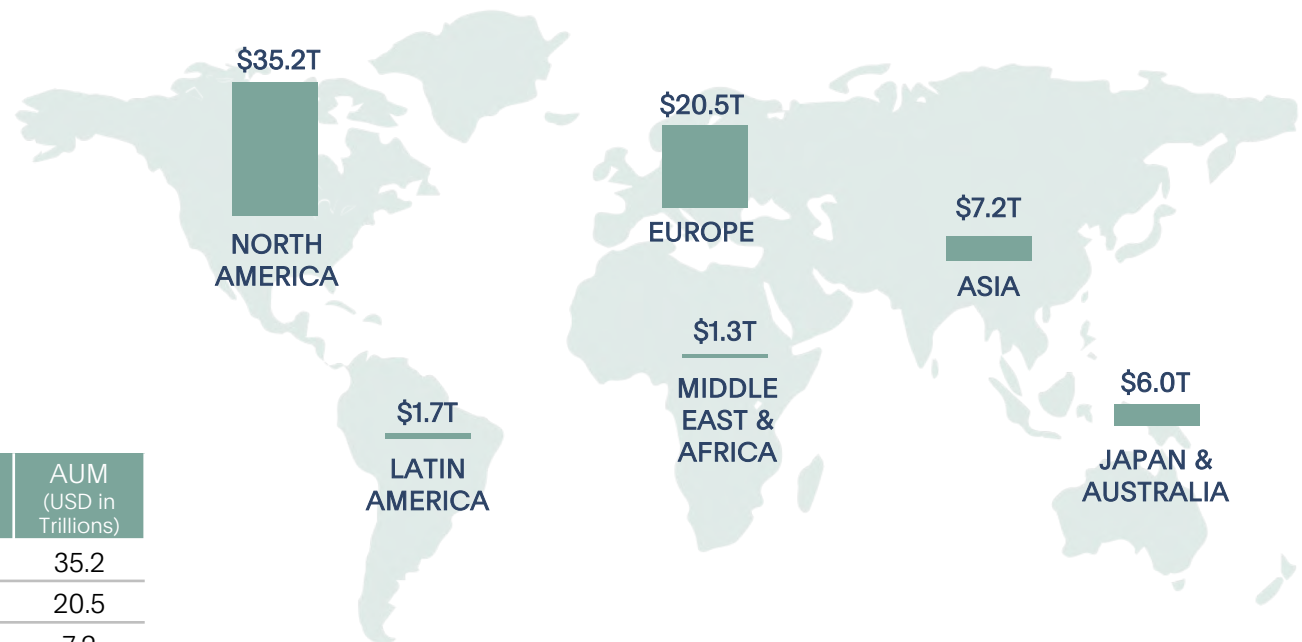 $35.2T
NORTH
AMERICA
$20.5T
EUROPE
$7.2T
ASIA
$1.3T
MIDDLE
EAST &
AFRICA
$6.0T
JAPAN &
AUSTRALIA
$1.7T
LATIN
AMERICA
AUM
(USD in
Trillions)
35.2
20.5